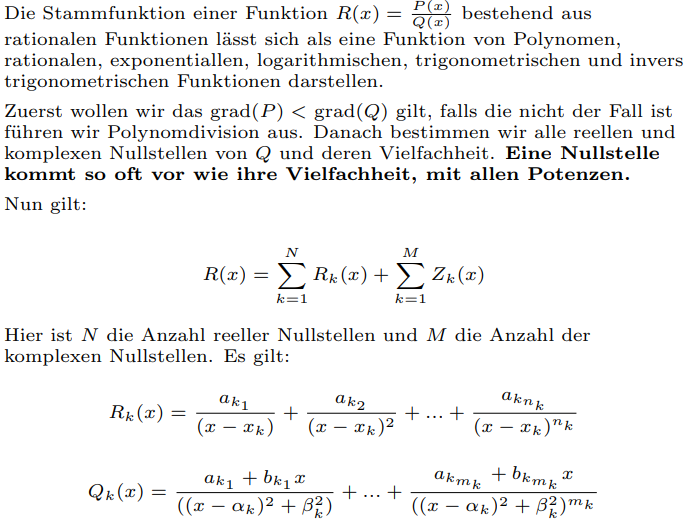 Die Stammfunktion einer Funktion $R(x) = \frac{P(x)}{Q(x)}$ bestehend aus
rationalen Funktionen lässt sich als eine Funktion von Polynomen,
rationalen, exponentiallen, logarithmischen, trigonometrischen und invers
trigonometrischen Funktionen darstellen.
Zuerst wollen wir das $\mathrm{grad}(P) < \mathrm{grad}(Q)$ gilt, falls die nicht der Fall ist
führen wir Polynomdivision aus. Danach bestimmen wir alle reellen und
komplexen Nullstellen von $Q$ und deren Vielfachheit. Eine Nullstelle
kommt so oft vor wie ihre Vielfachheit, mit allen Potenzen.
Nun gilt:
$R(x) = \sum_{k=1}^{N} R_k(x) + \sum_{k=1}^{M} Z_k(x)$
Hier ist $N$ die Anzahl reeller Nullstellen und $M$ die Anzahl der
komplexen Nullstellen. Es gilt:
$R_k(x) = \frac{a_{k_1}}{(x - x_k)} + \frac{a_{k_2}}{(x - x_k)^2} + ... + \frac{a_{k_{n_k}}}{(x - x_k)^{n_k}}$
$Q_k(x) = \frac{a_{k_1} + b_{k_1} x}{((x - \alpha_k)^2 + \beta_k^2)} + ... + \frac{a_{k_{m_k}} + b_{k_{m_k}} x}{((x - \alpha_k)^2 + \beta_k^2)^{m_k}}$